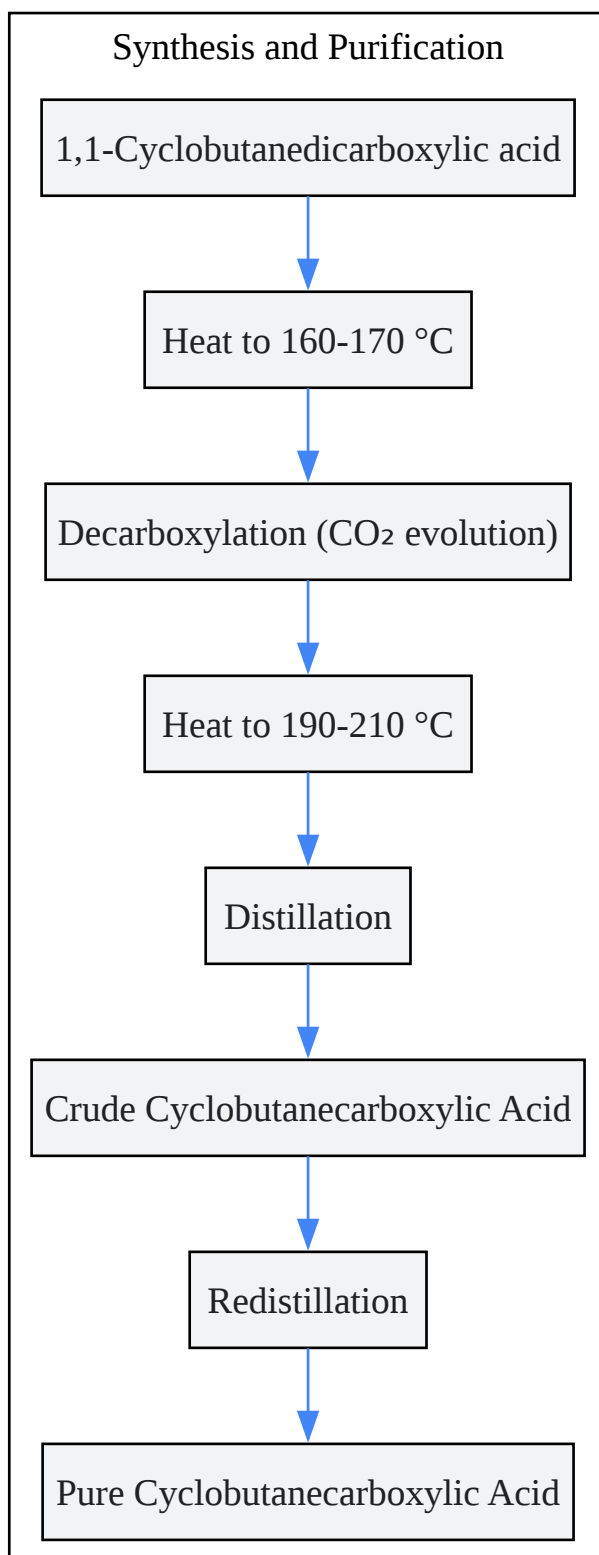 Synthesis and Purification
1,1-Cyclobutanedicarboxylic acid
Heat to 160-170 °C
Decarboxylation (CO₂ evolution)
Heat to 190-210 °C
Distillation
Crude Cyclobutanecarboxylic Acid
Redistillation
Pure Cyclobutanecarboxylic Acid